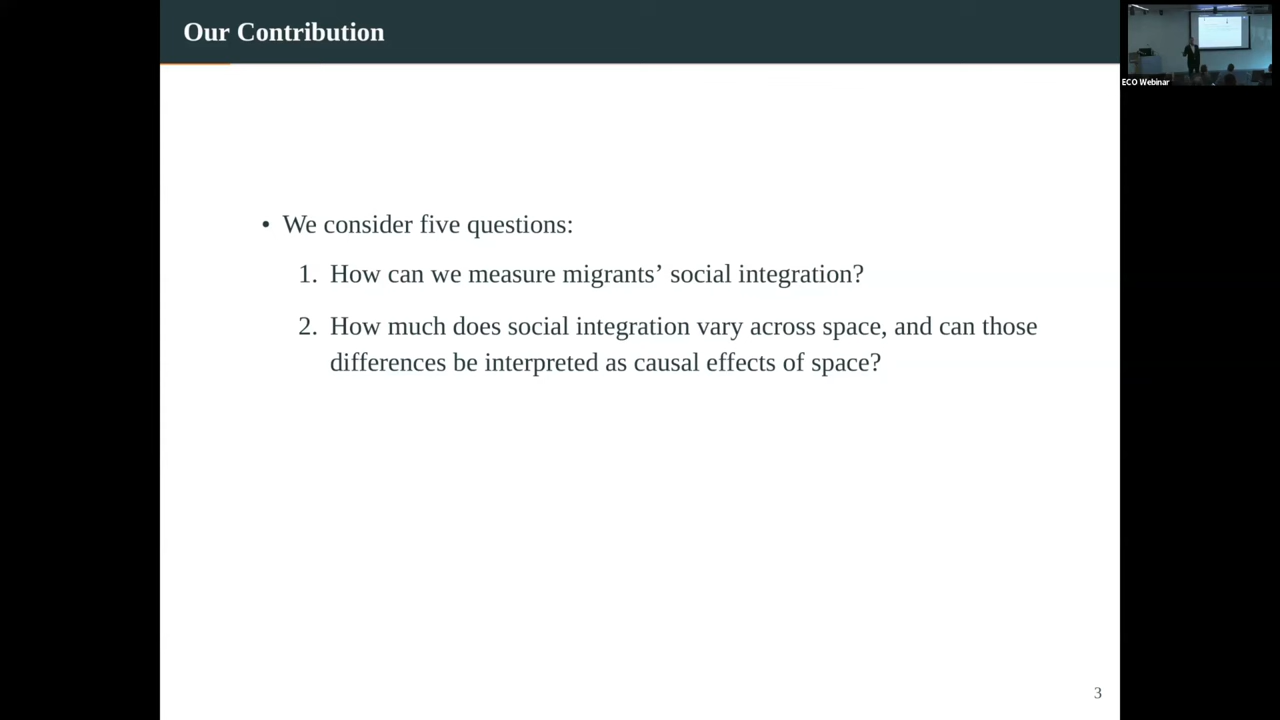 Our Contribution
ECO Webinar
• We consider five questions:
1. How can we measure migrants’ social integration?
2. How much does social integration vary across space, and can those
differences be interpreted as causal effects of space?
3